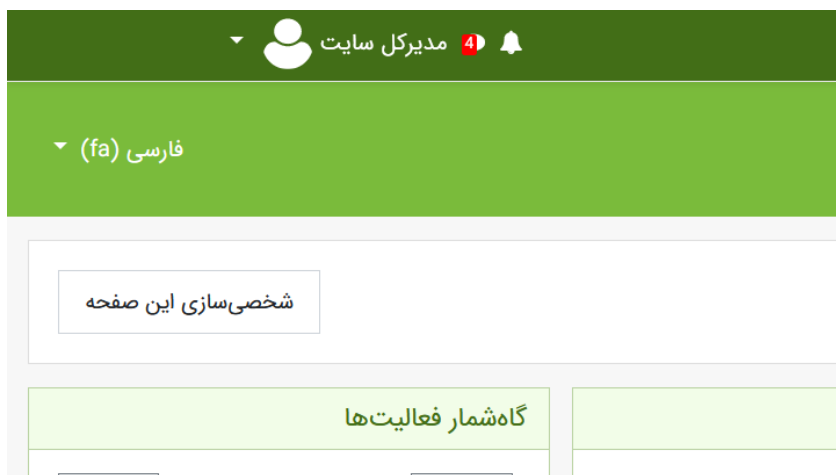 4 مدیرکل سایت
فارسی ‎(fa)‎
شخصی‌سازی این صفحه
گاه‌شمار فعالیت‌ها